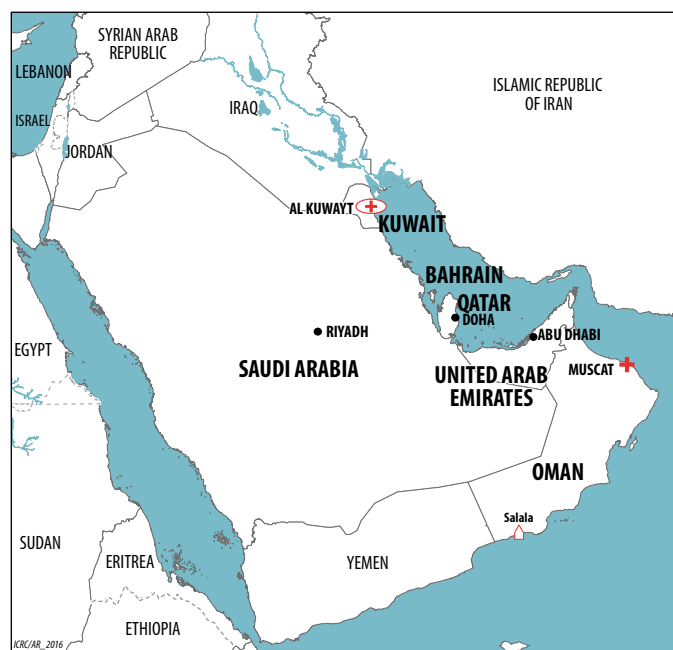 SYRIAN ARAB
REPUBLIC
LEBANON
ISLAMIC REPUBLIC
OF IRAN
IRAQ
ISRAEL
JORDAN
AL KUWAYT
KUWAIT
BAHRAIN
QATAR
DOHA
RIYADH
ABU DHABI
EGYPT
SAUDI ARABIA
UNITED ARAB
EMIRATES
MUSCAT
OMAN
Salala
SUDAN
ERITREA
YEMEN
ETHIOPIA
ICRC/AR_2016